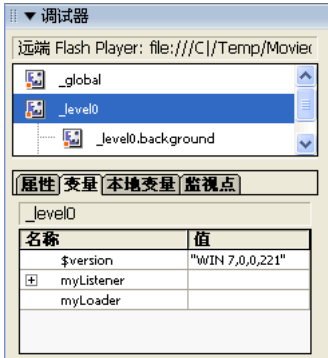 调试器
远端 Flash Player: file:///C|/Temp/Movie
_global
_level0
_level0.background
属性 变量 本地变量 监视点
_level0
名称 值
$version "WIN 7,0,0,221"
myListener
myLoader